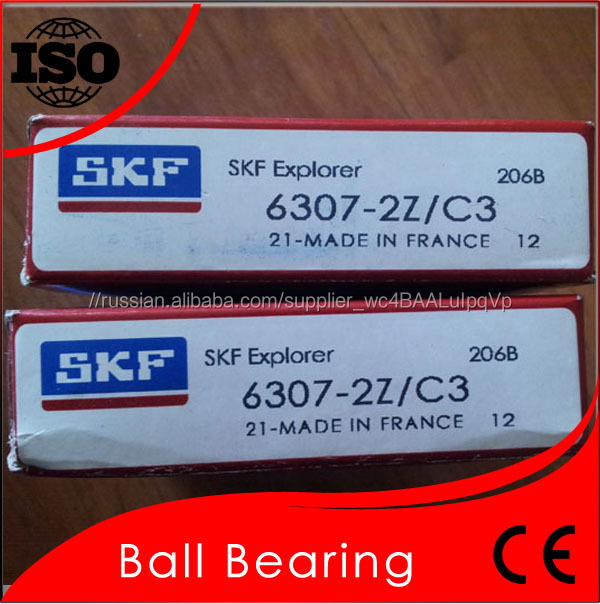 ISO
SKF
SKF Explorer 206B
6307-2Z/C3
21-MADE IN FRANCE 12
//russian.alibaba.com/supplier_wc4BAALuIpqVp
SKF
SKF Explorer 206B
6307-2Z/C3
21-MADE IN FRANCE 12
Ball Bearing CE